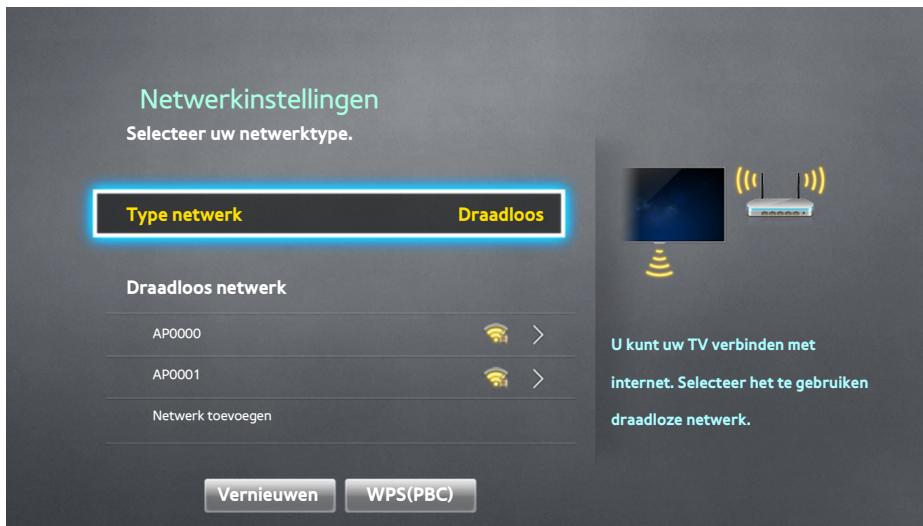 Netwerkinstellingen
Selecteer uw netwerktype.
Type netwerk Draadloos
Draadloos netwerk
AP0000
AP0001
Netwerk toevoegen
Vernieuwen WPS(PBC)
U kunt uw TV verbinden met
internet. Selecteer het te gebruiken
draadloze netwerk.